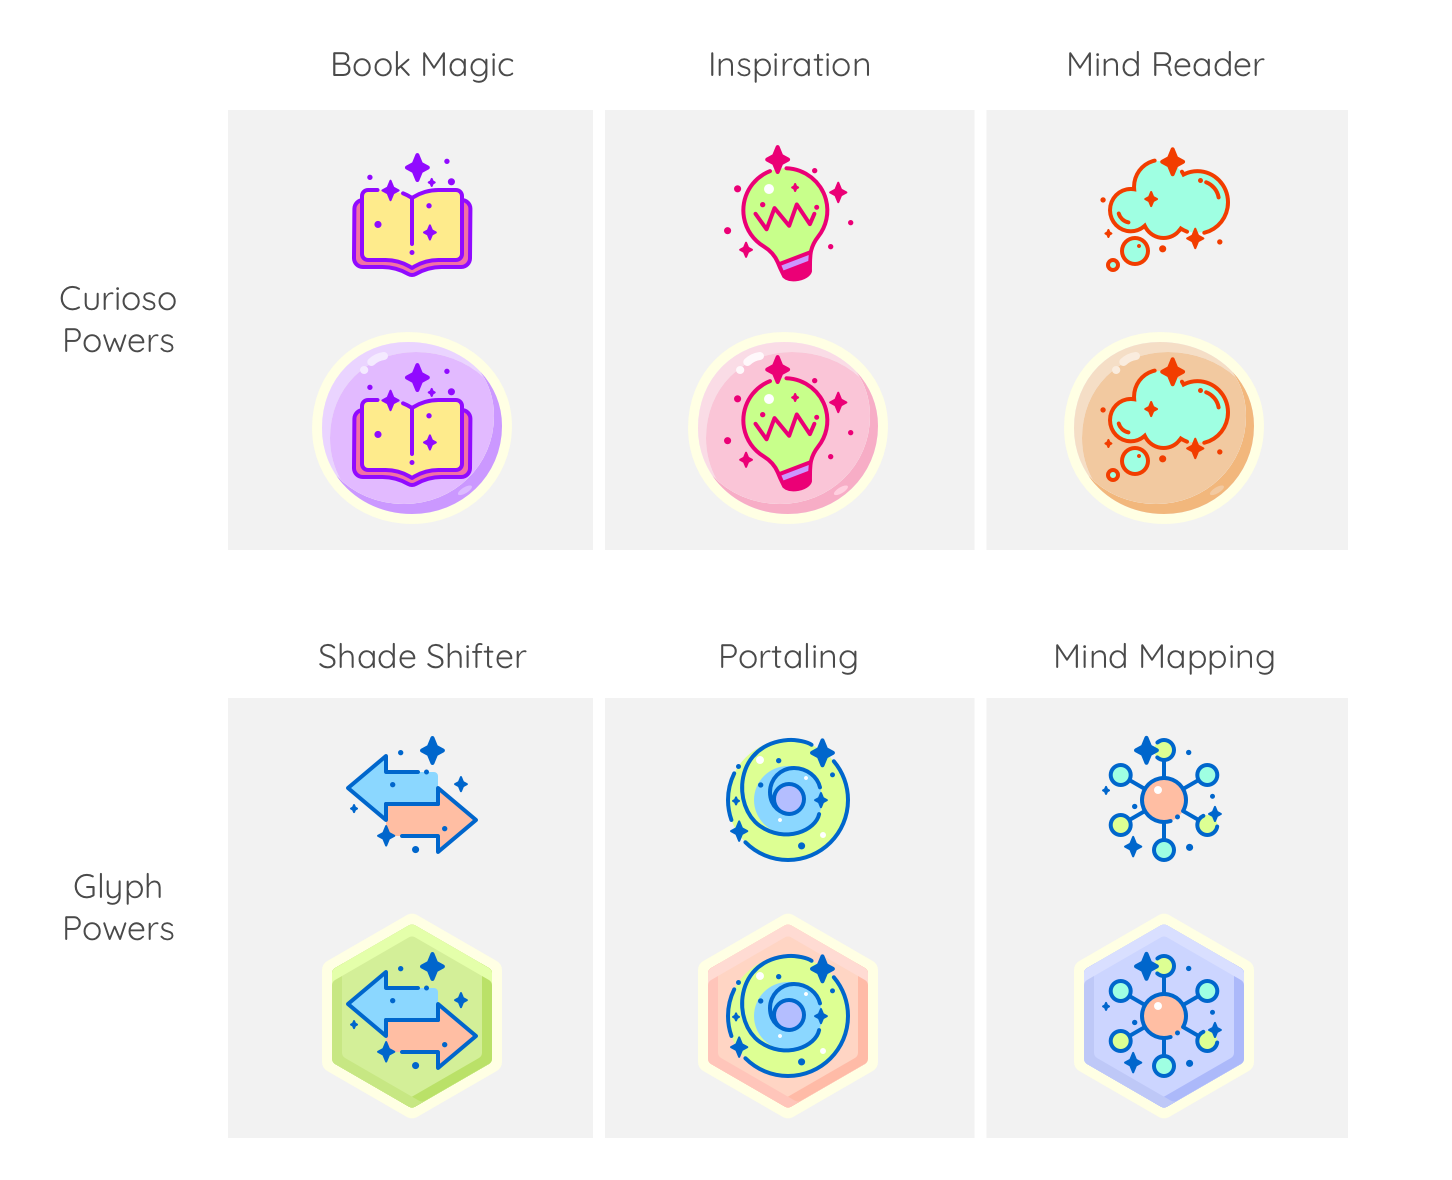 Book Magic
Inspiration
Mind Reader
Curioso
Powers
Shade Shifter
Portaling
Mind Mapping
Glyph
Powers